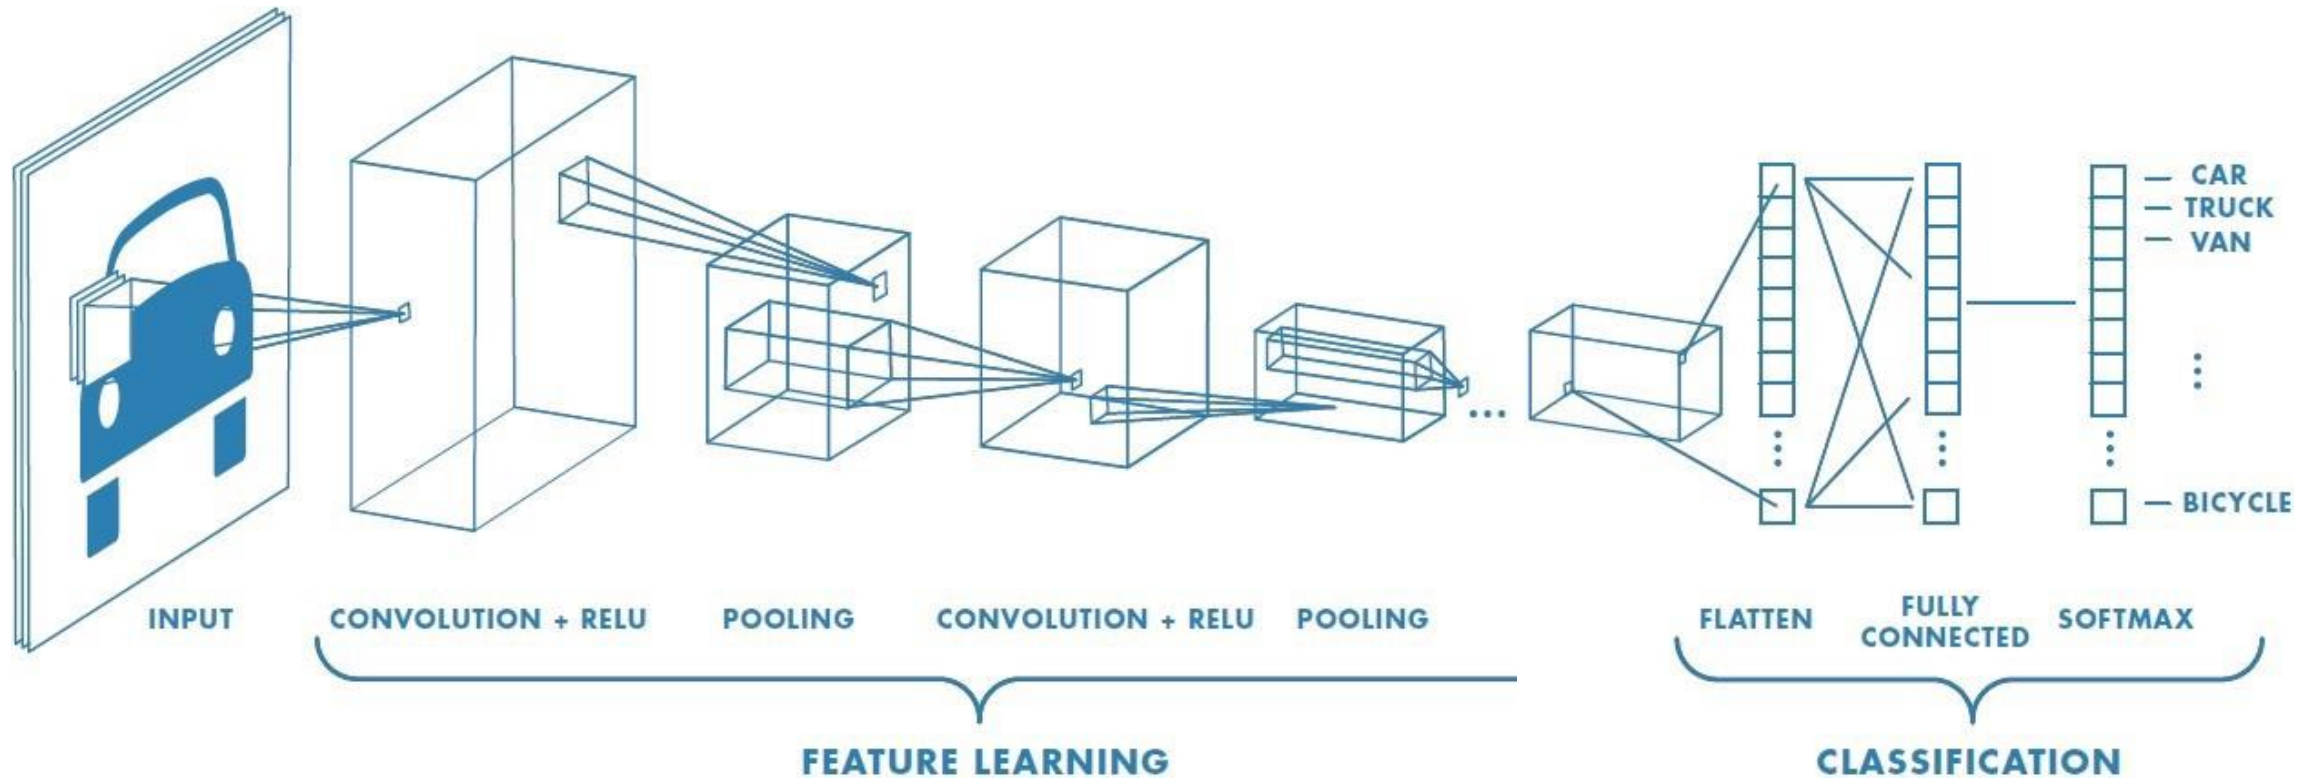 CAR
TRUCK
VAN
BICYCLE
INPUT
CONVOLUTION + RELU
POOLING
CONVOLUTION + RELU
POOLING
FLATTEN
FULLY
CONNECTED
SOFTMAX
FEATURE LEARNING
CLASSIFICATION